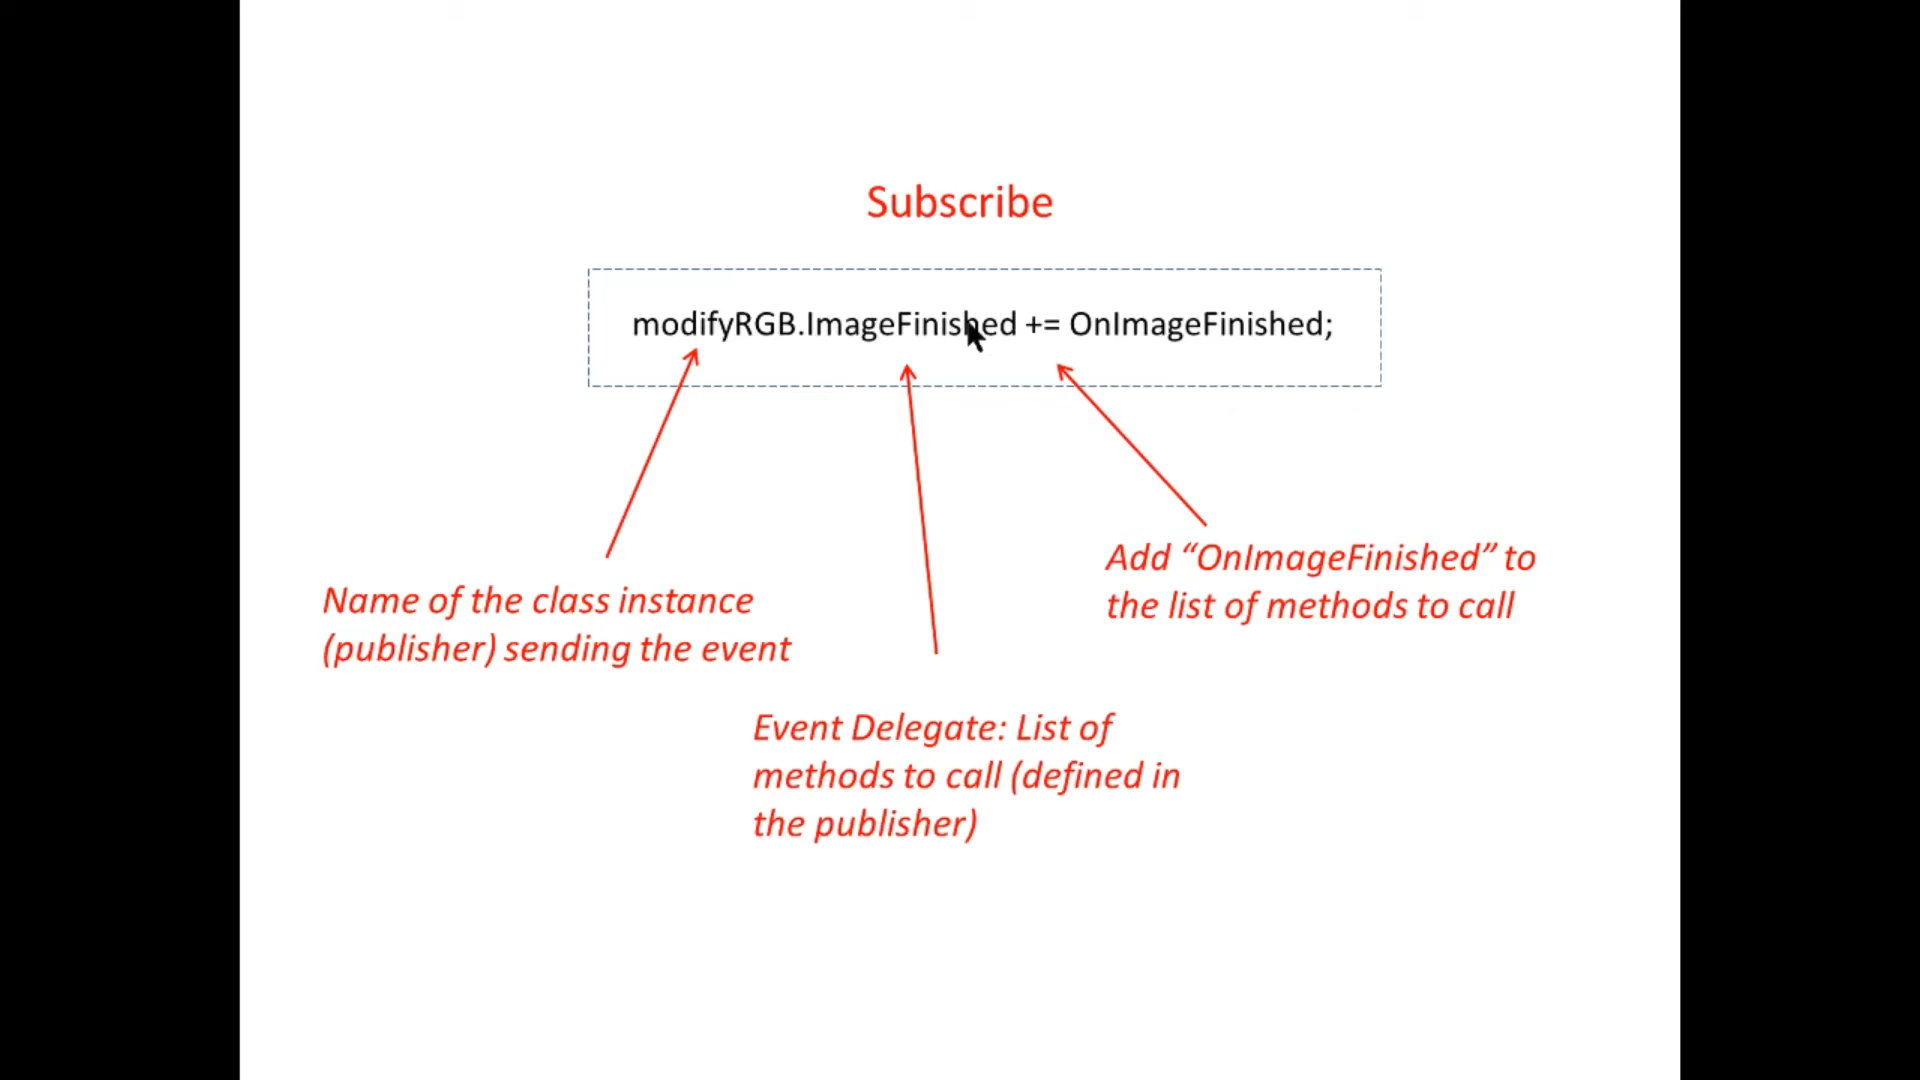 Subscribe
modifyRGB.ImageFinished += OnImageFinished;
Name of the class instance
(publisher) sending the event
Add “OnImageFinished” to
the list of methods to call
Event Delegate: List of
methods to call (defined in
the publisher)